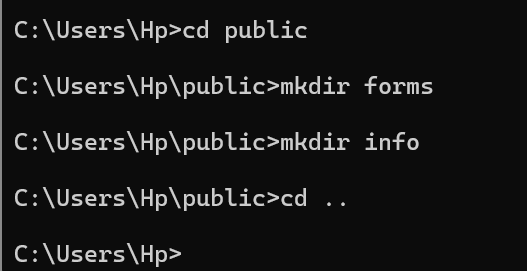 C:\Users\Hp>cd public
C:\Users\Hp\public>mkdir forms
C:\Users\Hp\public>mkdir info
C:\Users\Hp\public>cd ..
C:\Users\Hp>